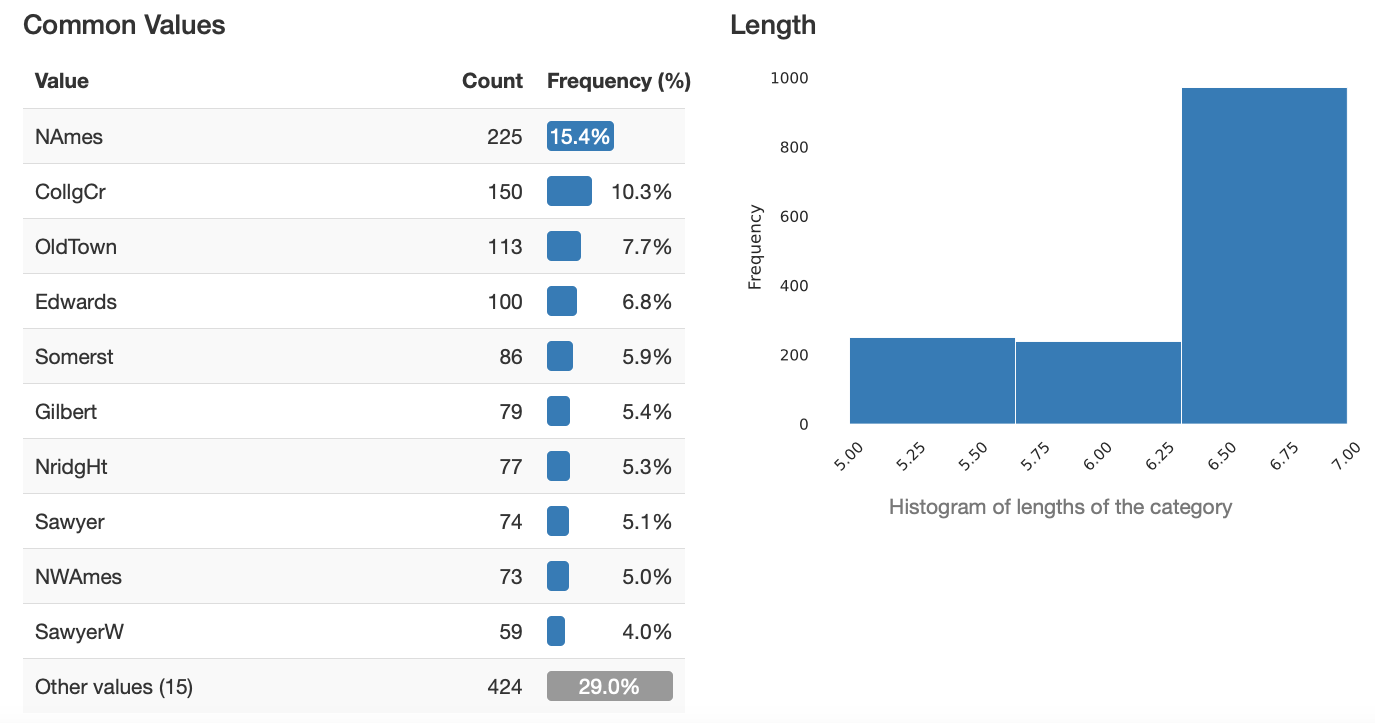 Common Values
Value Count Frequency (%)
NAmes 225 15.4%
CollgCr 150 10.3%
OldTown 113 7.7%
Edwards 100 6.8%
Somerst 86 5.9%
Gilbert 79 5.4%
NridgHt 77 5.3%
Sawyer 74 5.1%
NWAmes 73 5.0%
SawyerW 59 4.0%
Other values (15) 424 29.0%
Length
1000
800
600
400
200
0
Frequency
5.00 5.25 5.50 5.75 6.00 6.25 6.50 6.75 7.00
Histogram of lengths of the category